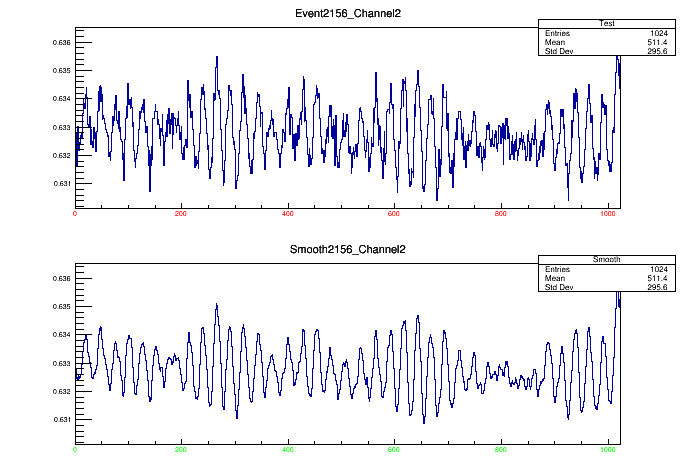 Event2156_Channel2
Test
Entries 1024
Mean 511.4
Std Dev 295.6
0.636
0.635
0.634
0.633
0.632
0.631
0 200 400 600 800 1000
Smooth2156_Channel2
Smooth
Entries 1024
Mean 511.4
Std Dev 295.6
0.636
0.635
0.634
0.633
0.632
0.631
0 200 400 600 800 1000